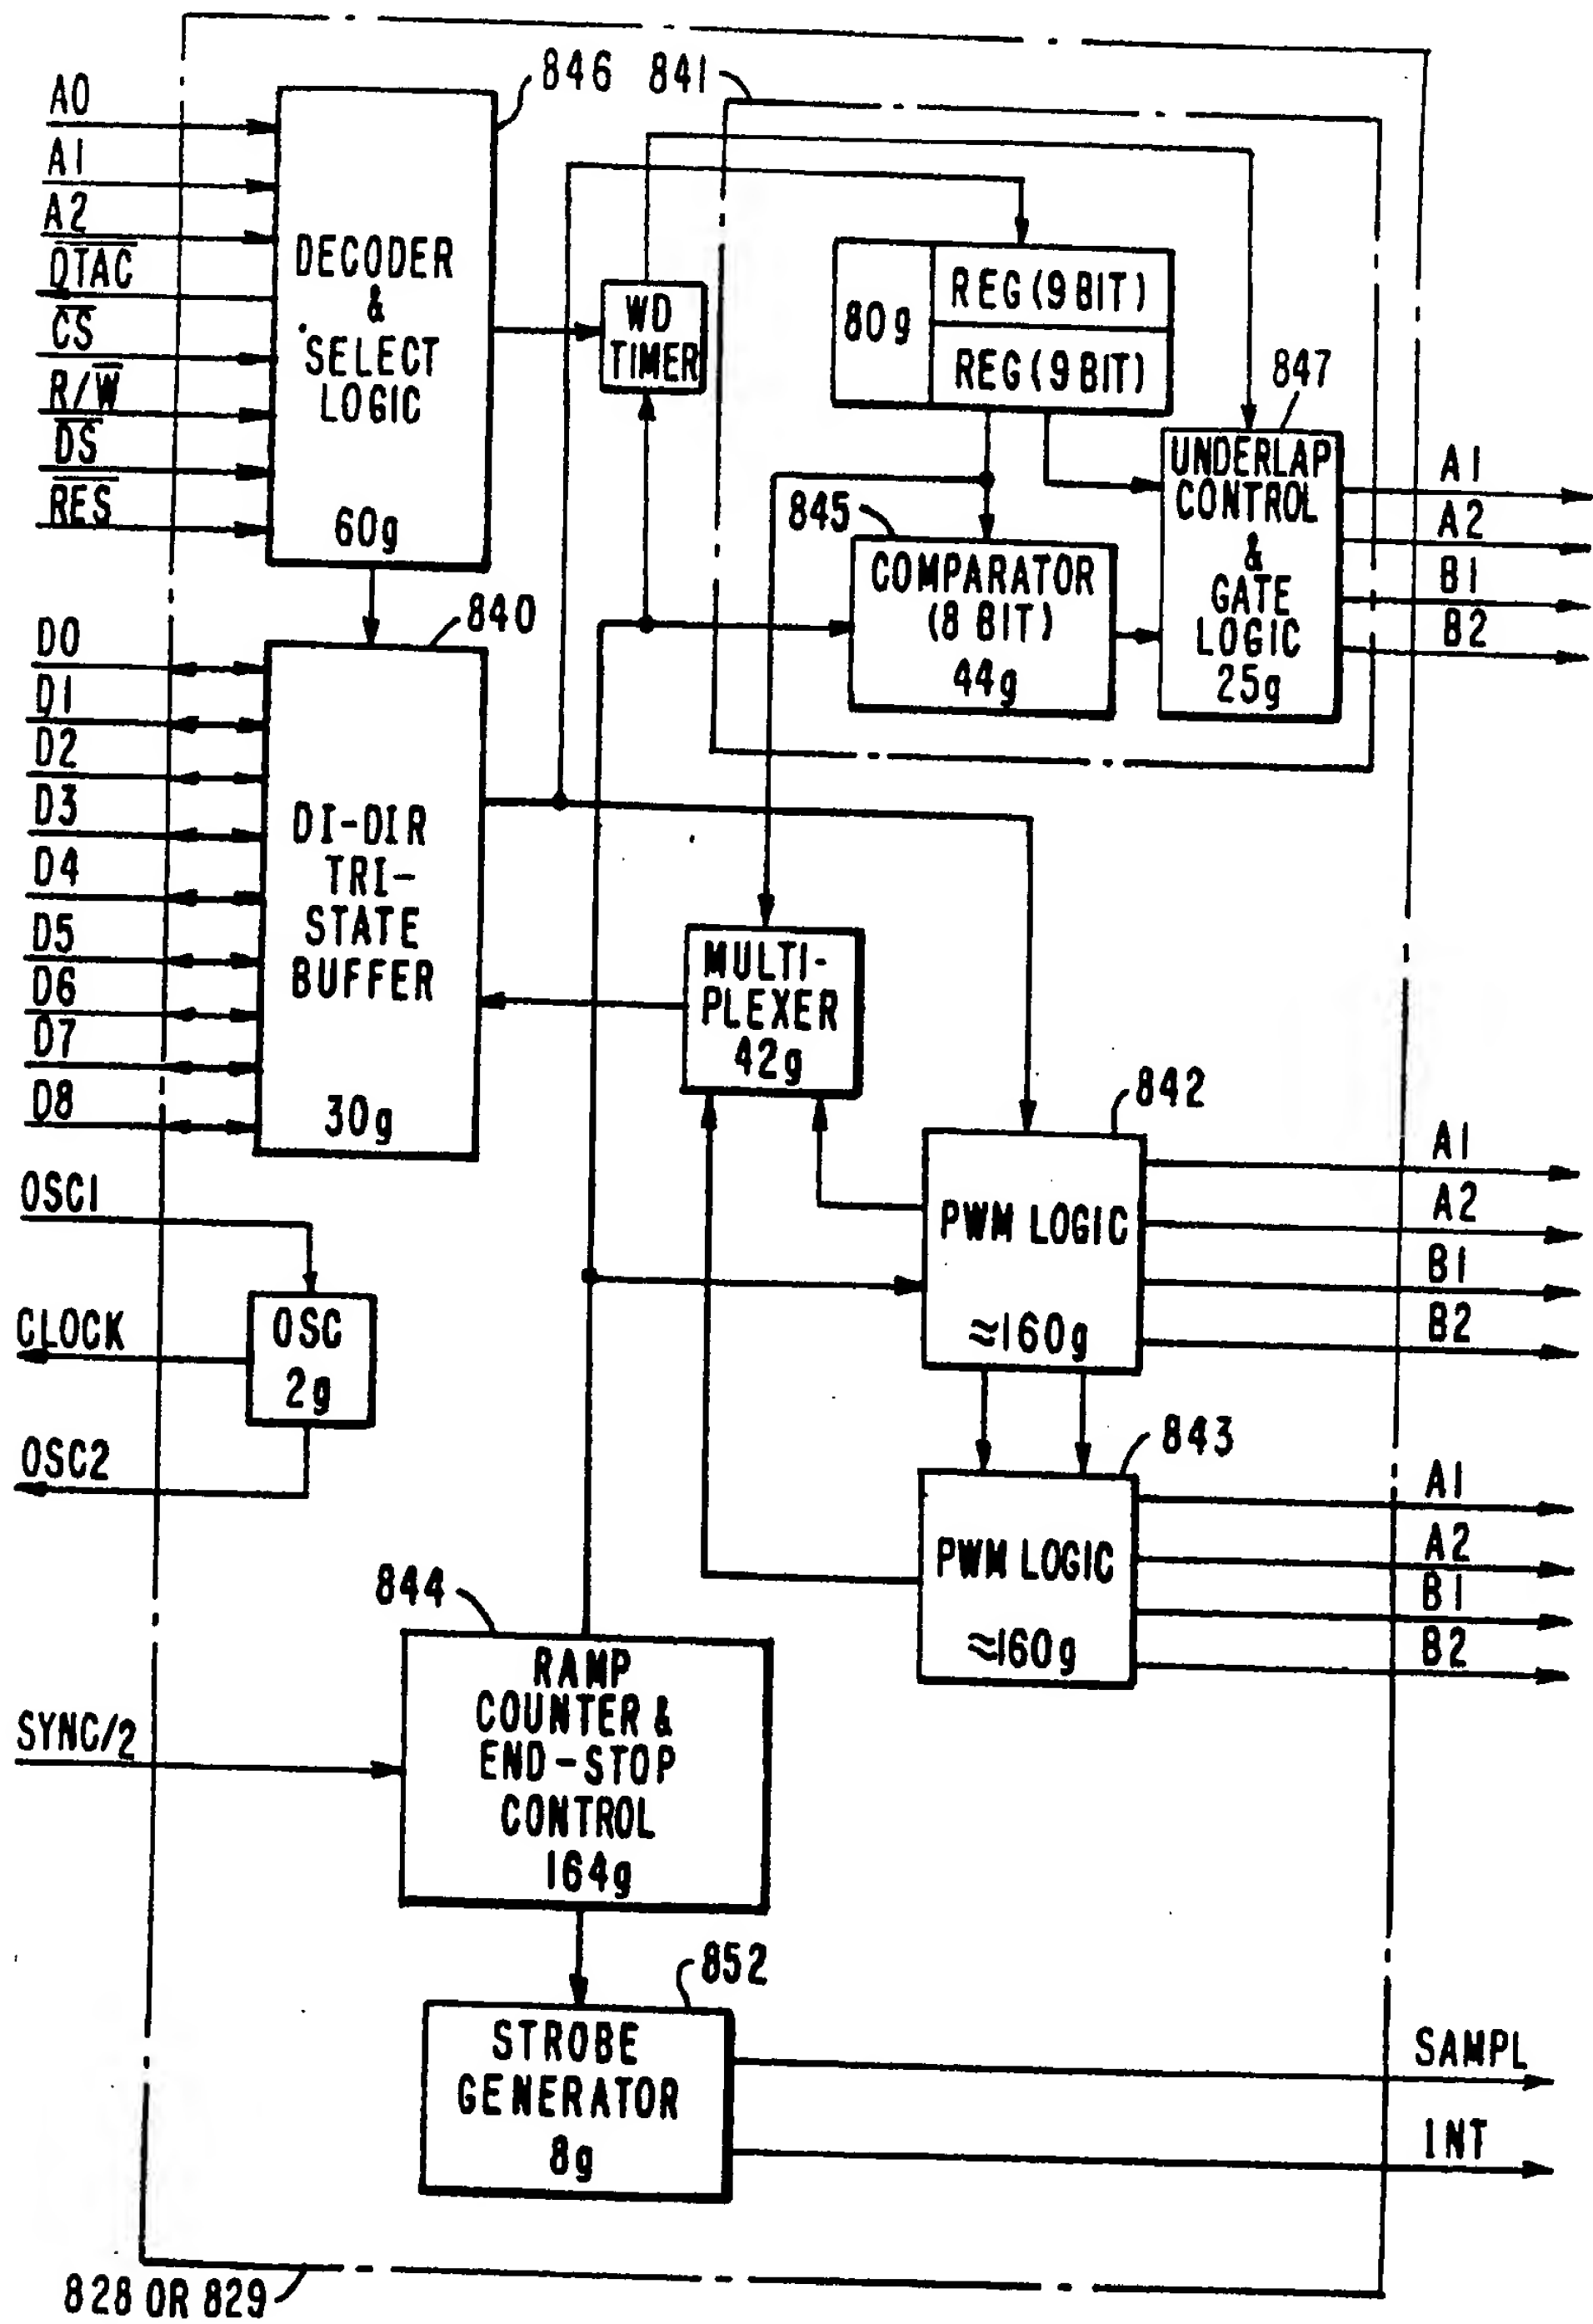 846
841
A0
A1
A2
DTAC
CS
R/W
DS
RES
DECODER
&
SELECT
LOGIC
60g
WD
TIMER
80g
REG (9 BIT)
REG (9 BIT)
847
UNDERLAP
CONTROL
&
GATE
LOGIC
25g
A1
A2
B1
B2
845
COMPARATOR
(8 BIT)
44g
840
D0
D1
D2
D3
D4
D5
D6
D7
D8
DI-DIR
TRI-
STATE
BUFFER
30g
MULTI-
PLEXER
42g
842
PWM LOGIC
≈160g
A1
A2
B1
B2
OSC1
CLOCK
OSC2
OSC
2g
843
PWM LOGIC
≈160g
A1
A2
B1
B2
844
SYNC/2
RAMP
COUNTER &
END-STOP
CONTROL
164g
852
STROBE
GENERATOR
8g
SAMPL
INT
828 OR 829